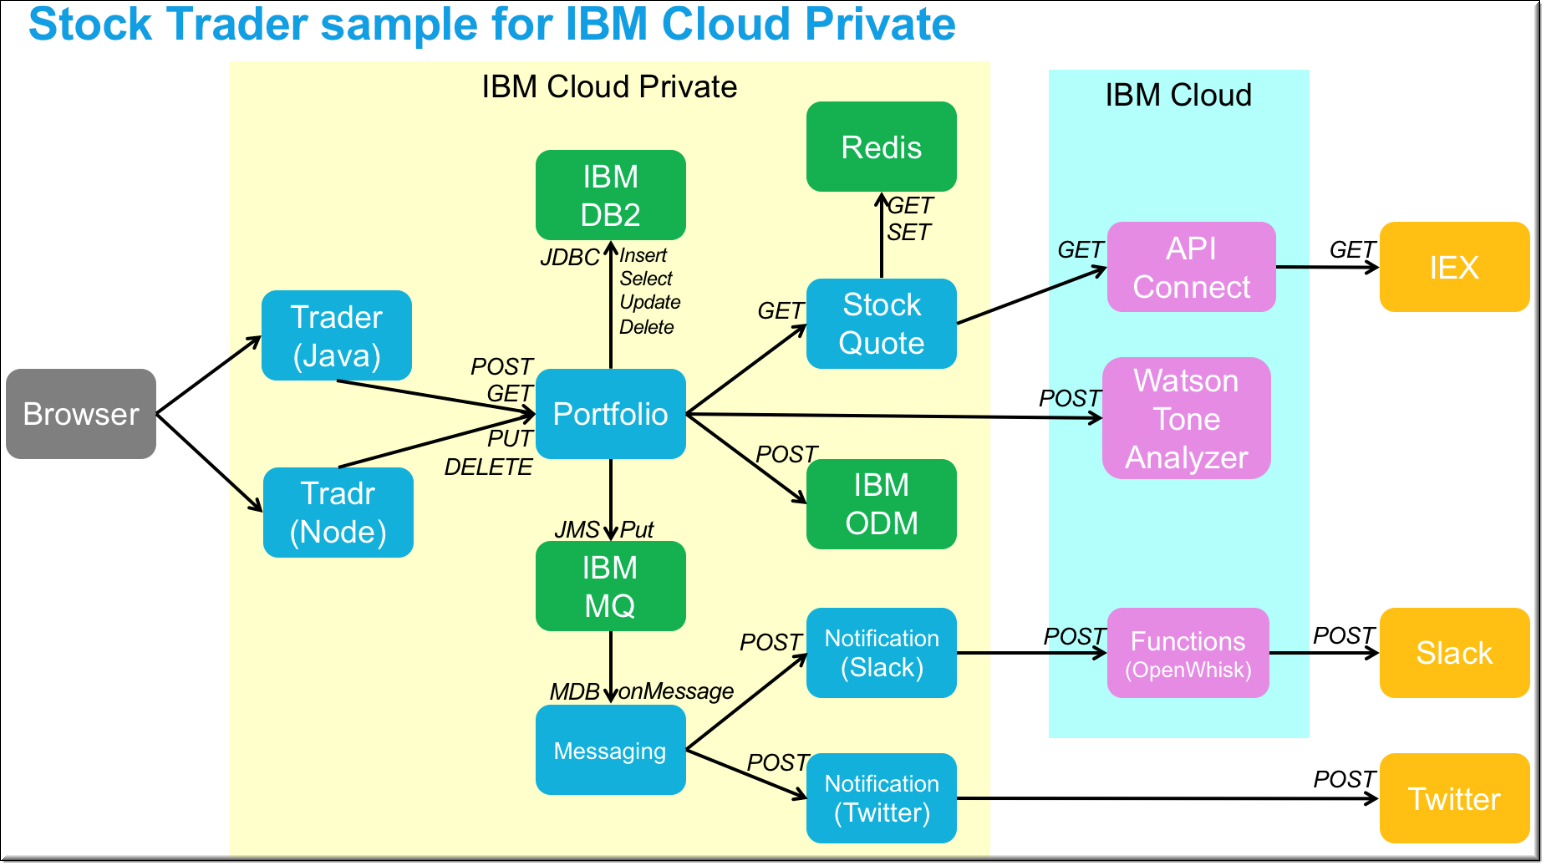 Stock Trader sample for IBM Cloud Private
IBM Cloud Private
IBM Cloud
Redis
IBM
DB2
GET
SET
JDBC
Insert
Select
Update
Delete
GET
API
Connect
GET
IEX
Trader
(Java)
GET
Stock
Quote
POST
GET
Browser
Portfolio
POST
Watson
Tone
Analyzer
PUT
DELETE
POST
IBM
ODM
Tradr
(Node)
JMS
Put
IBM
MQ
POST
Notification
(Slack)
POST
Functions
(OpenWhisk)
POST
Slack
MDB
onMessage
Messaging
POST
Notification
(Twitter)
POST
Twitter